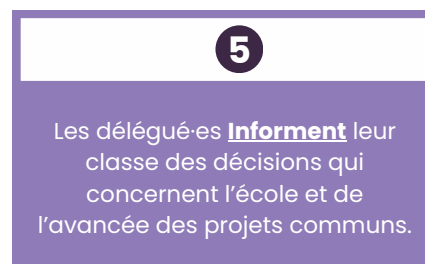 5
Les délégué·es Informent leur
classe des décisions qui
concernent l'école et de
l'avancée des projets communs.